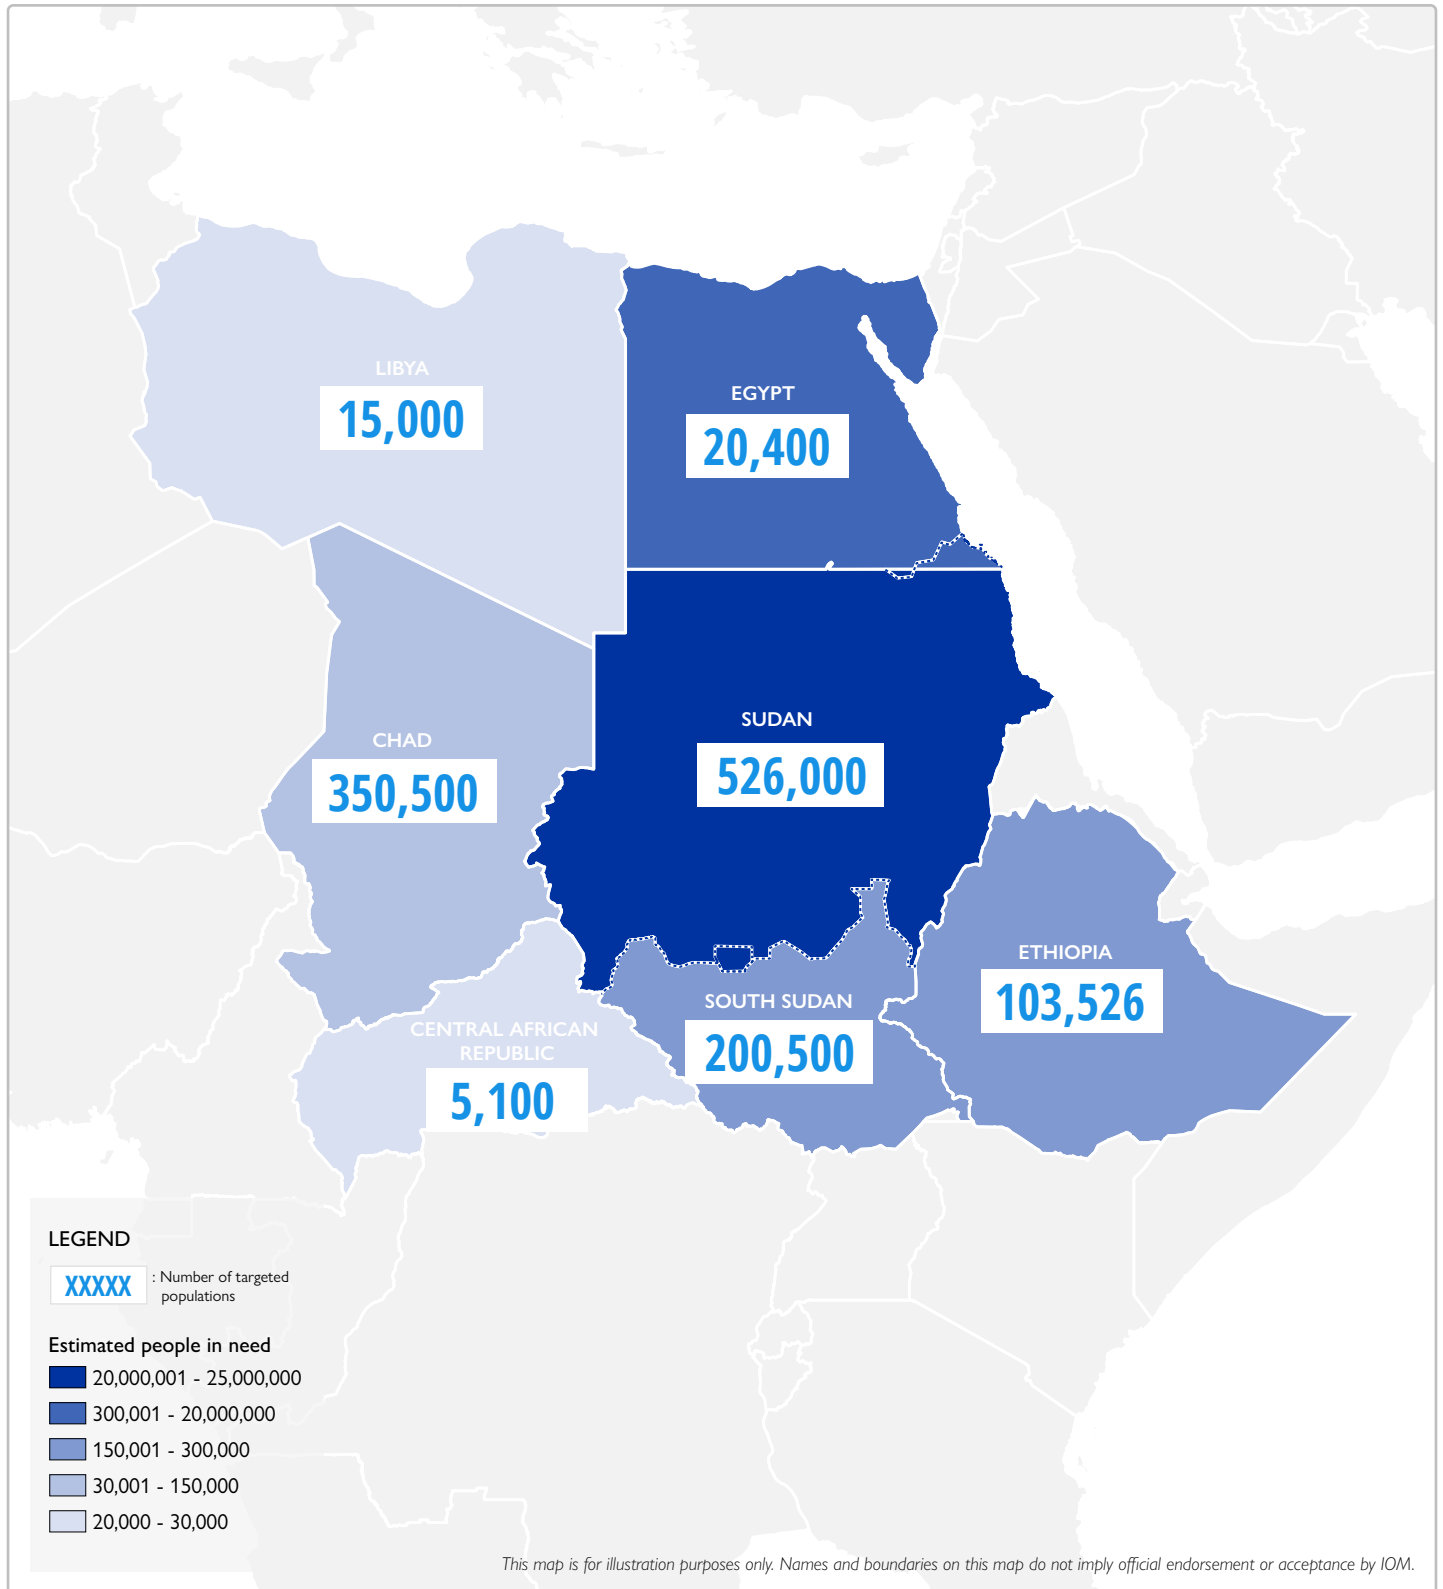 LIBYA
15,000
EGYPT
20,400
CHAD
350,500
SUDAN
526,000
ETHIOPIA
103,526
SOUTH SUDAN
200,500
CENTRAL AFRICAN
REPUBLIC
5,100
LEGEND
XXXXX
: Number of targeted
populations
Estimated people in need
20,000,001 - 25,000,000
300,001 - 20,000,000
150,001 - 300,000
30,001 - 150,000
20,000 - 30,000
This map is for illustration purposes only. Names and boundaries on this map do not imply official endorsement or acceptance by IOM.